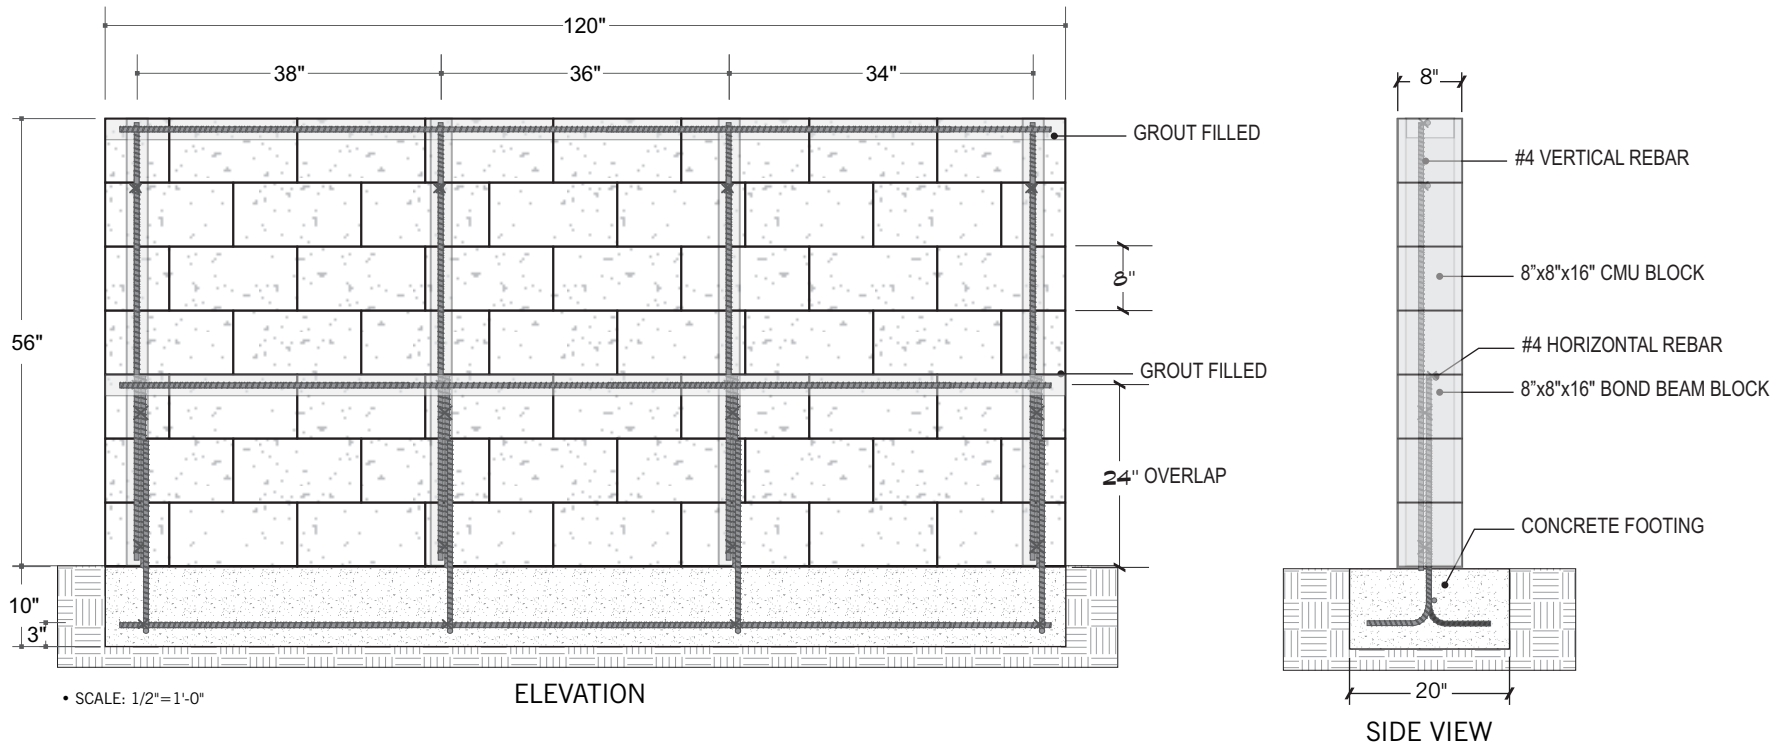 120"
38"
36"
34"
8"
GROUT FILLED
#4 VERTICAL REBAR
8"
8”x8"x16" CMU BLOCK
56"
#4 HORIZONTAL REBAR
GROUT FILLED
8”x8"x16" BOND BEAM BLOCK
24" OVERLAP
CONCRETE FOOTING
10"
3"
• SCALE: 1/2"=1'-0"
ELEVATION
20"
SIDE VIEW